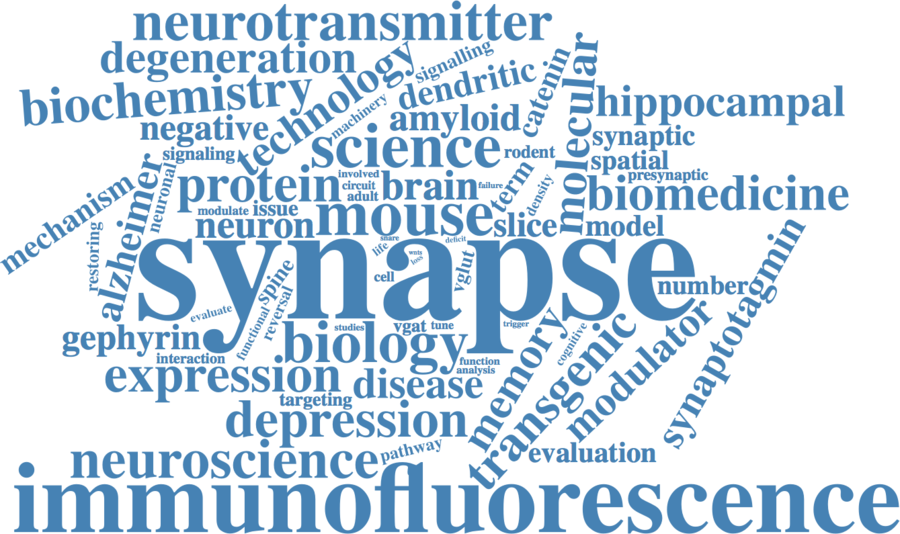 neurotransmitter
degeneration
signalling
technology
dendritic
catenin
molecular
biochemistry
machinery
amyloid
hippocampal
negative
science
synaptic
signaling
rodent
spatial
alzheimer
neuronal
protein
involved
circuit
adult
brain
failure
term
density
presynaptic
biomedicine
mechanism
modulate
issue
mouse
neuron
slice
model
restoring
synapse
snare
life
deficit
wnts
loss
cell
vglut
spine
number
synaptotagmin
evaluate
functional
reversal
gephyrin
studies
vgat
tune
trigger
biology
interaction
function
analysis
cognitive
memory
transgenic
modulator
expression
disease
targeting
depression
neuroscience
pathway
evaluation
immunofluorescence